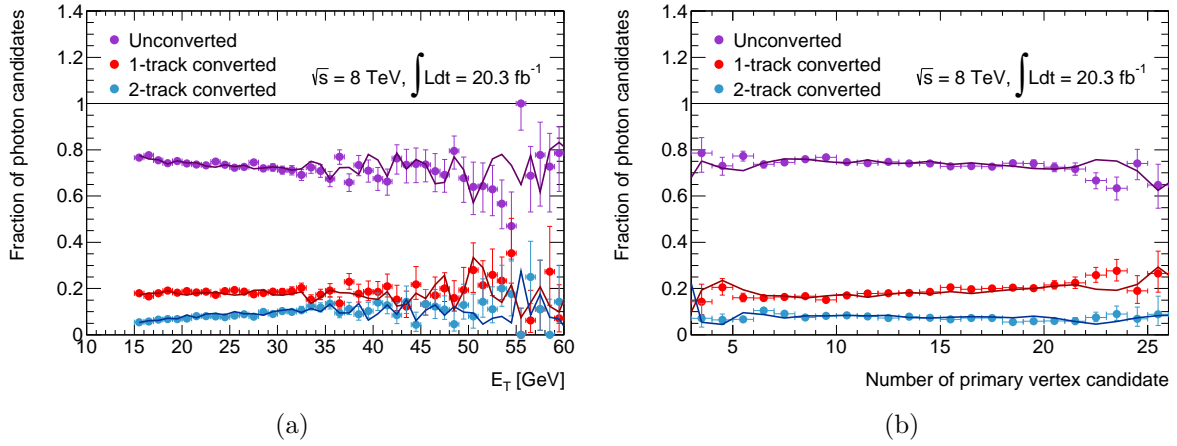 Fraction of photon candidates
1.4
1.2
1
0.8
0.6
0.4
0.2
0
Unconverted
1-track converted
2-track converted
√s = 8 TeV, ∫Ldt = 20.3 fb⁻¹
10 15 20 25 30 35 40 45 50 55 60
E_T [GeV]
(a)
Fraction of photon candidates
1.4
1.2
1
0.8
0.6
0.4
0.2
0
Unconverted
1-track converted
2-track converted
√s = 8 TeV, ∫Ldt = 20.3 fb⁻¹
5 10 15 20 25
Number of primary vertex candidate
(b)